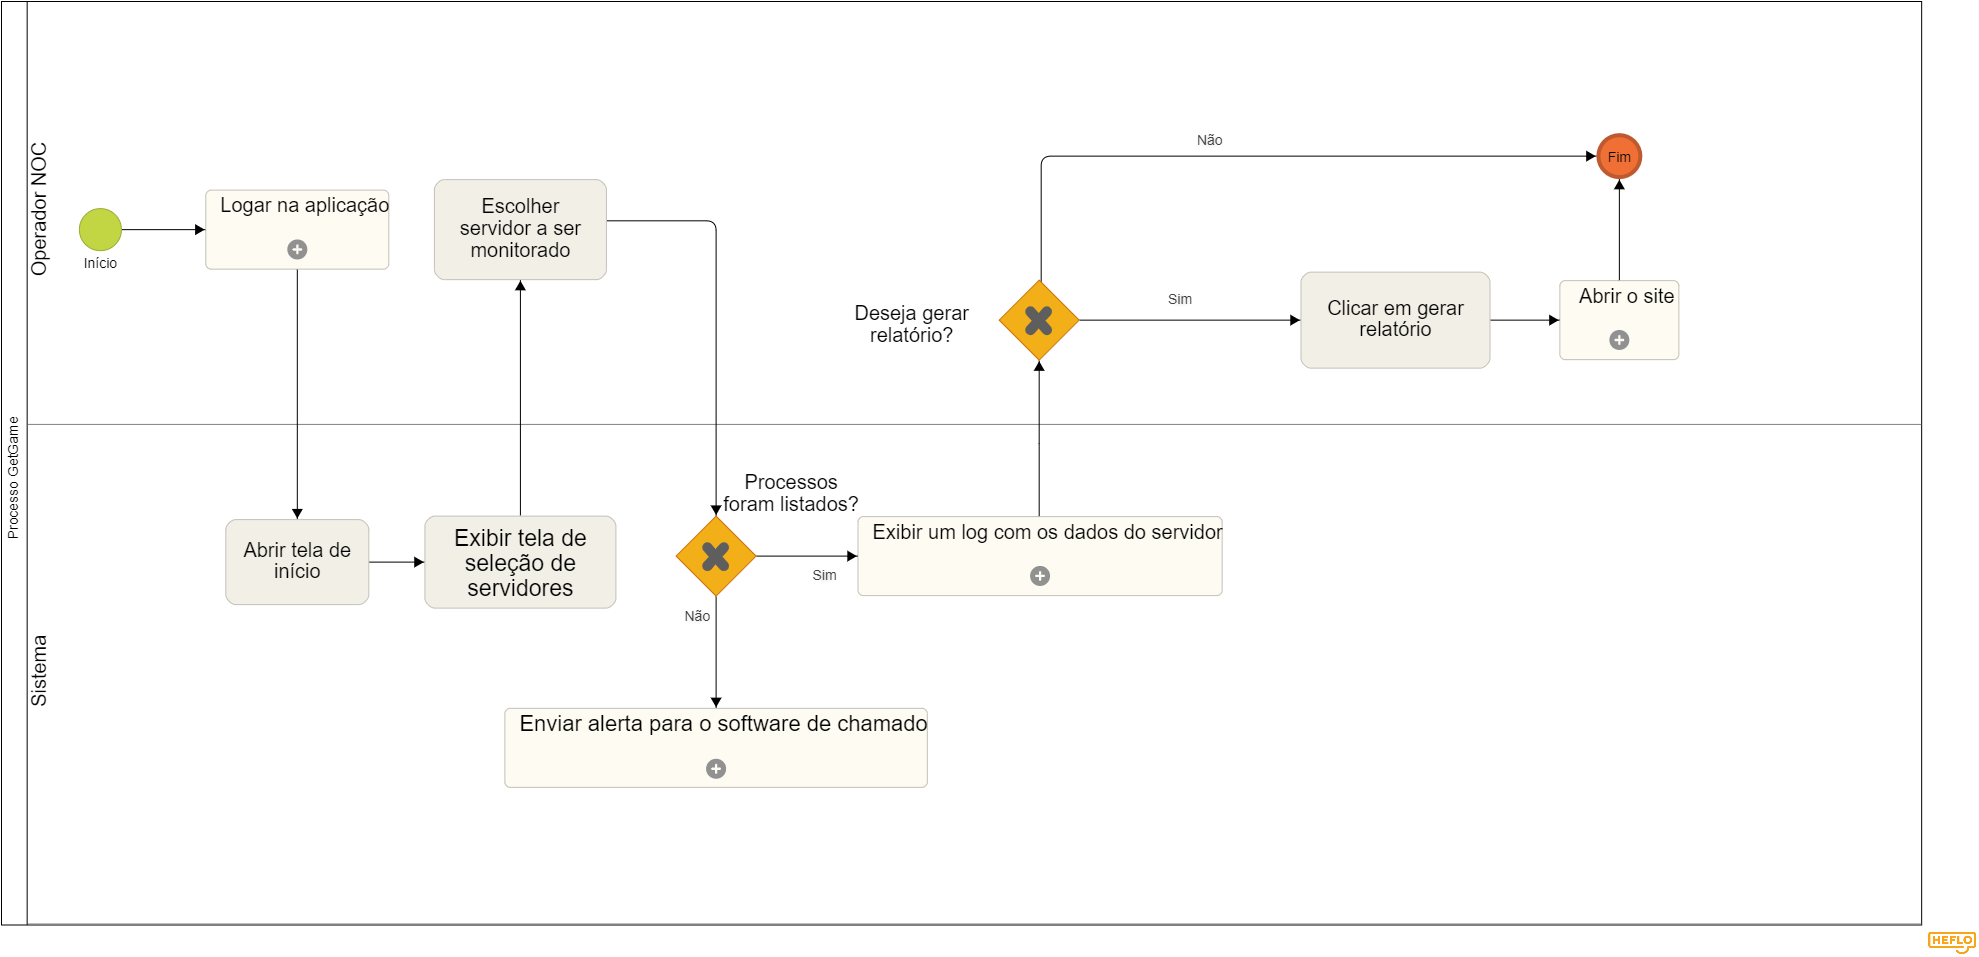 Processo GetGame
Operador NOC
Início
Logar na aplicação
Escolher
servidor a ser
monitorado
Deseja gerar
relatório?
Não
Sim
Clicar em gerar
relatório
Abrir o site
Fim
Sistema
Abrir tela de
início
Exibir tela de
seleção de
servidores
Processos
foram listados?
Sim
Não
Exibir um log com os dados do servidor
Enviar alerta para o software de chamado
HEFLO